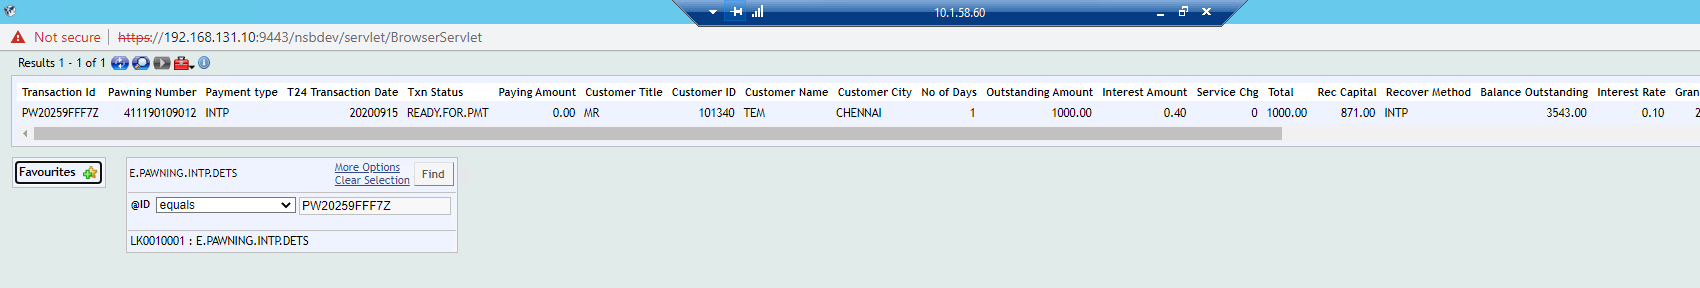 10.1.58.60
Not secure https://192.168.131.10:9443/nsbdev/servlet/BrowserServlet
Results 1 - 1 of 1
Transaction Id Pawning Number Payment type T24 Transaction Date Txn Status Paying Amount Customer Title Customer ID Customer Name Customer City No of Days Outstanding Amount Interest Amount Service Chg Total Rec Capital Recover Method Balance Outstanding Interest Rate Gran
PW20259FFF7Z 411190109012 INTP 20200915 READY.FOR.PMT 0.00 MR 101340 TEM CHENNAI 1 1000.00 0.40 0 1000.00 871.00 INTP 3543.00 0.10 2
Favourites
E.PAWNING.INTP.DETS More Options Find
Clear Selection
@ID equals PW20259FFF7Z
LK0010001 : E.PAWNING.INTP.DETS